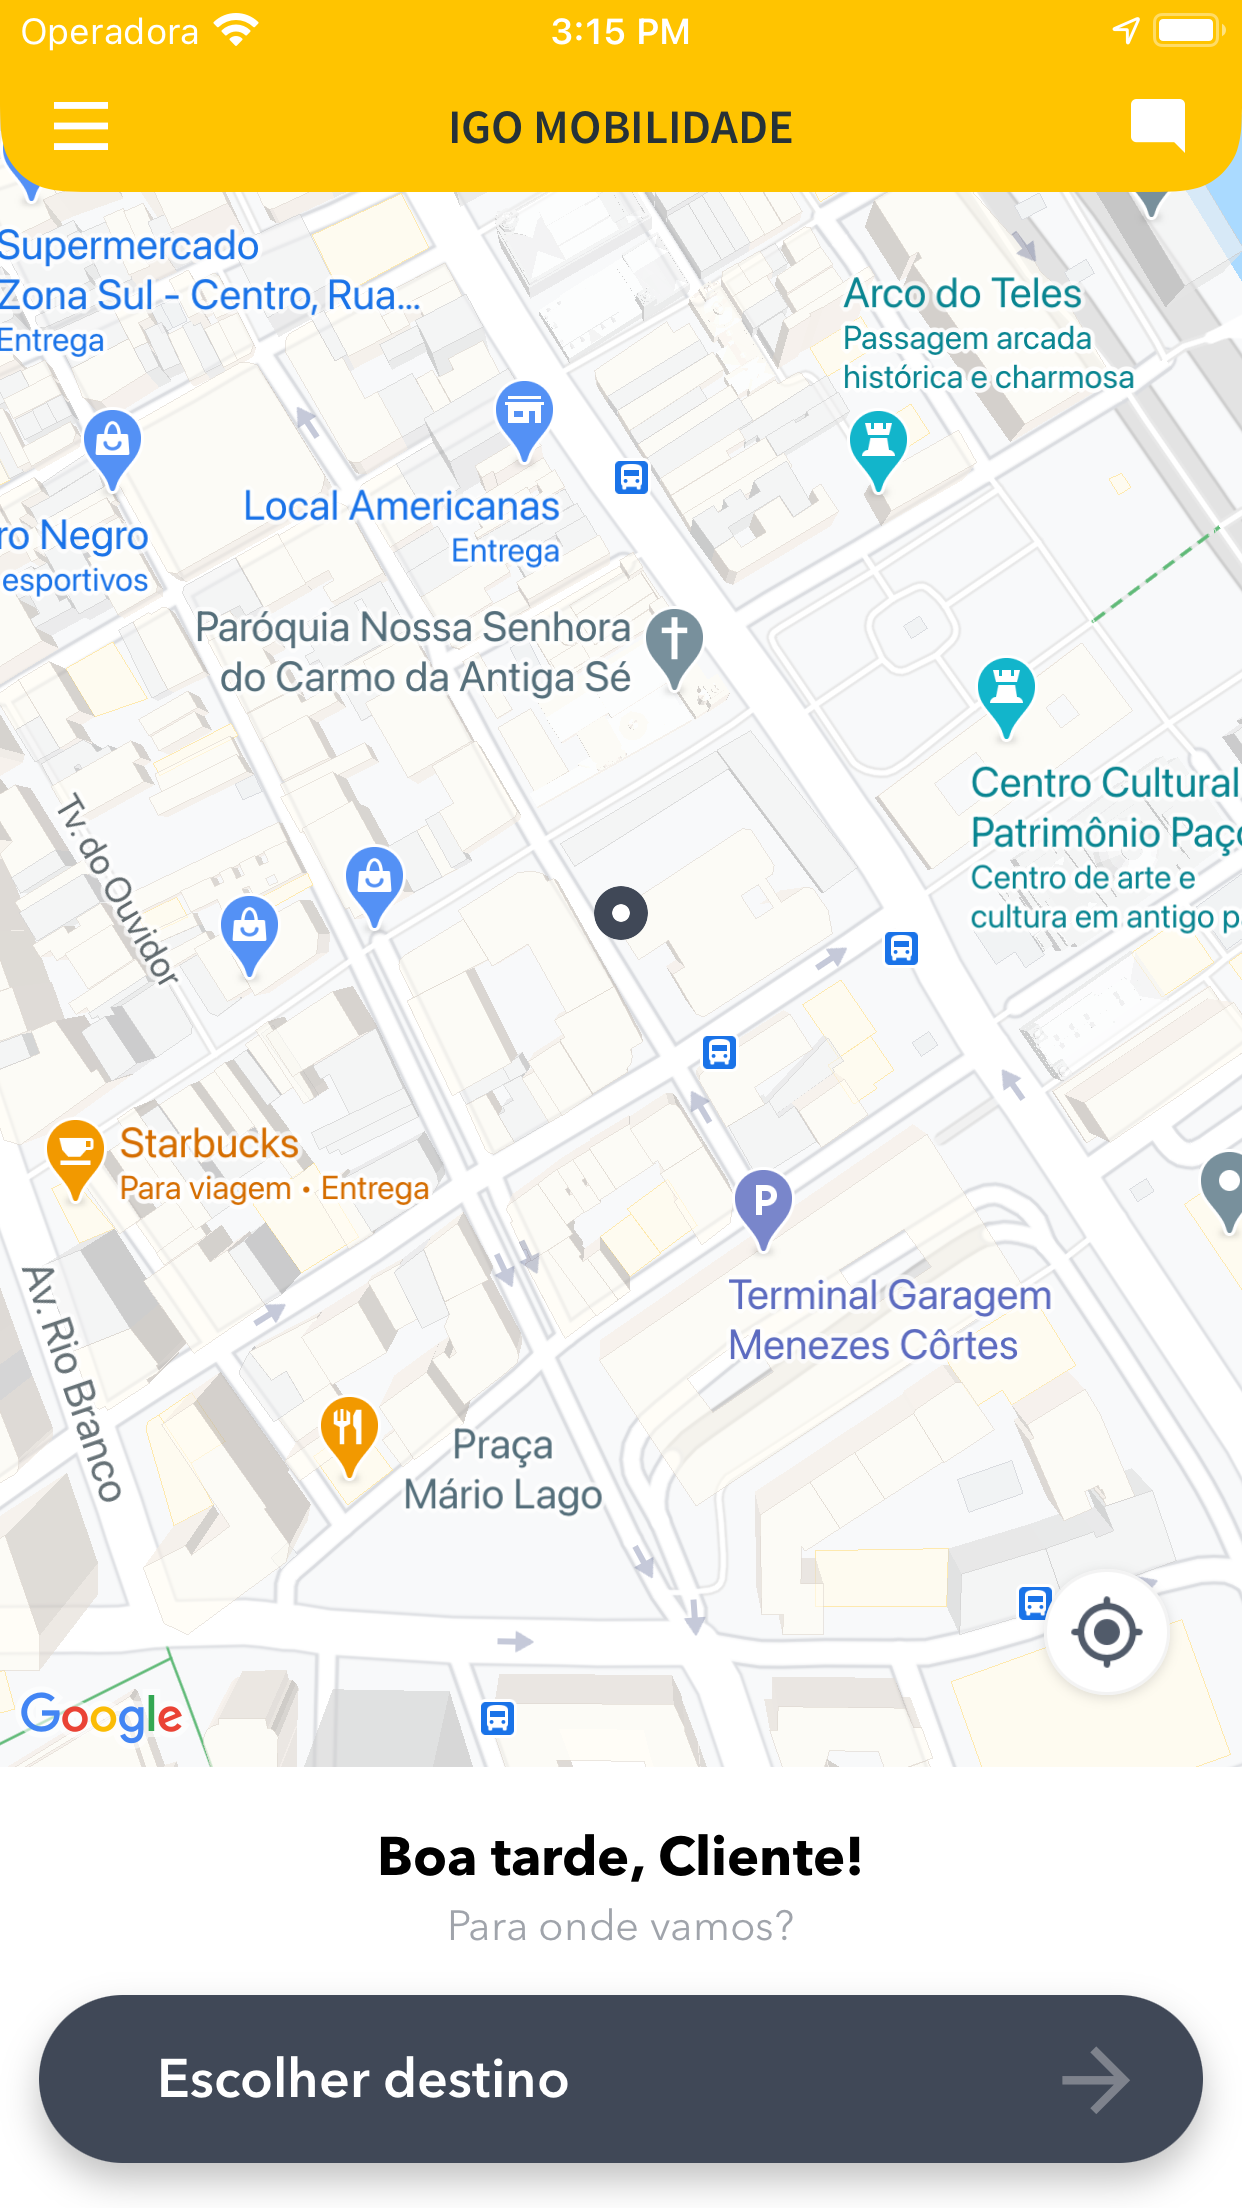 Operadora
3:15 PM
IGO MOBILIDADE
Supermercado
Zona Sul - Centro, Rua...
Entrega
Arco do Teles
Passagem arcada
histórica e charmosa
Local Americanas
Entrega
ro Negro
esportivos
Paróquia Nossa Senhora
do Carmo da Antiga Sé
Centro Cultural
Patrimônio Paço
Centro de arte e
cultura em antigo p
Tv. do Ouvidor
Starbucks
Para viagem • Entrega
P
Terminal Garagem
Menezes Côrtes
Av. Rio Branco
Praça
Mário Lago
Google
Boa tarde, Cliente!
Para onde vamos?
Escolher destino